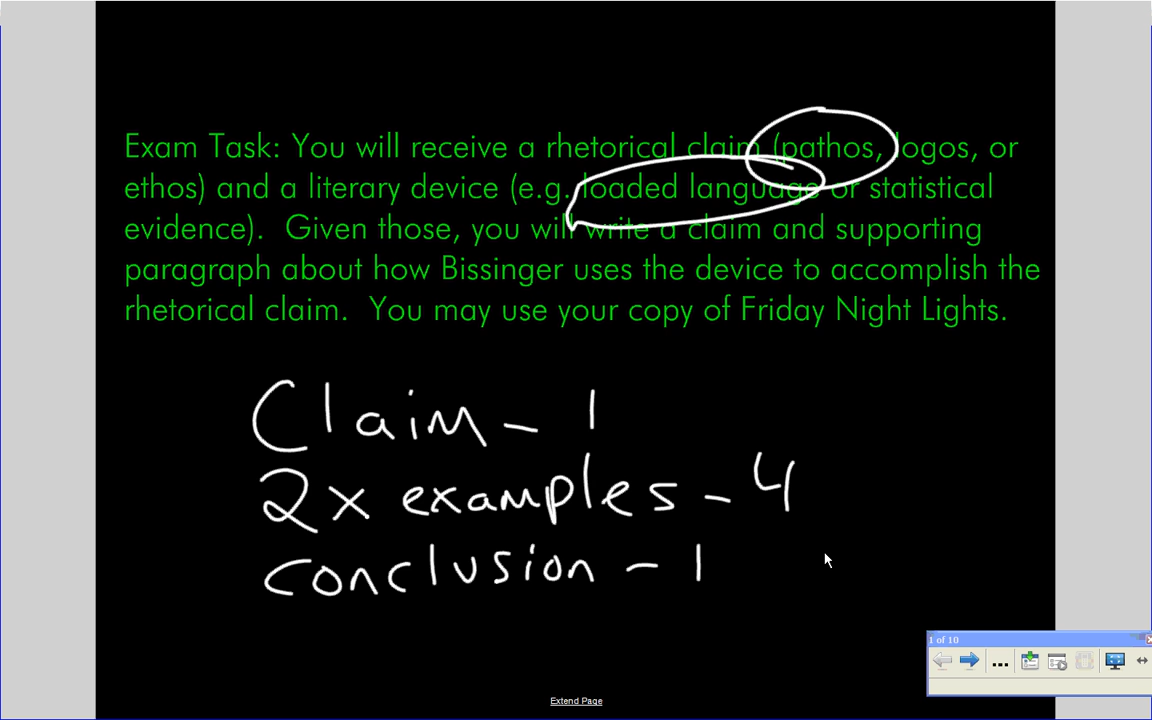 Exam Task: You will receive a rhetorical claim (pathos, logos, or
ethos) and a literary device (e.g. loaded language or statistical
evidence).  Given those, you will write a claim and supporting
paragraph about how Bissinger uses the device to accomplish the
rhetorical claim.  You may use your copy of Friday Night Lights.
Claim - 1
2x examples - 4
conclusion - 1
1 of 10
Extend Page